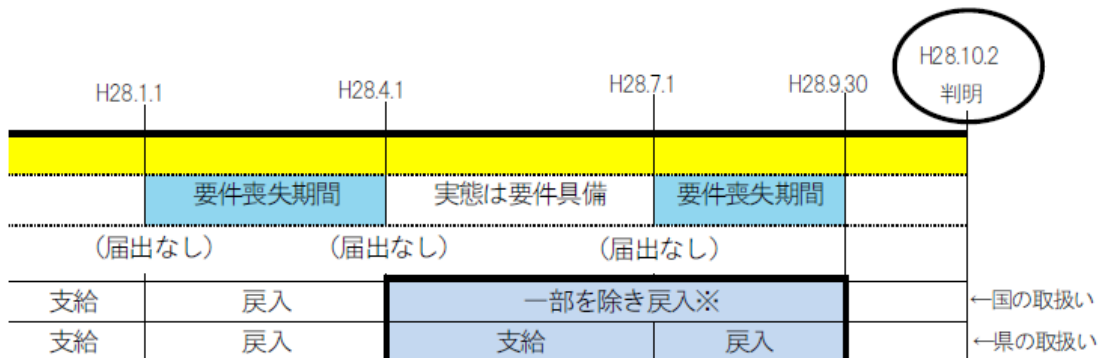 H28.1.1 H28.4.1 H28.7.1 H28.9.30 H28.10.2
判明
要件喪失期間 実態は要件具備 要件喪失期間
（届出なし） （届出なし） （届出なし）
支給 戻入 一部を除き戻入※ ←国の取扱い
支給 戻入 支給 戻入 ←県の取扱い